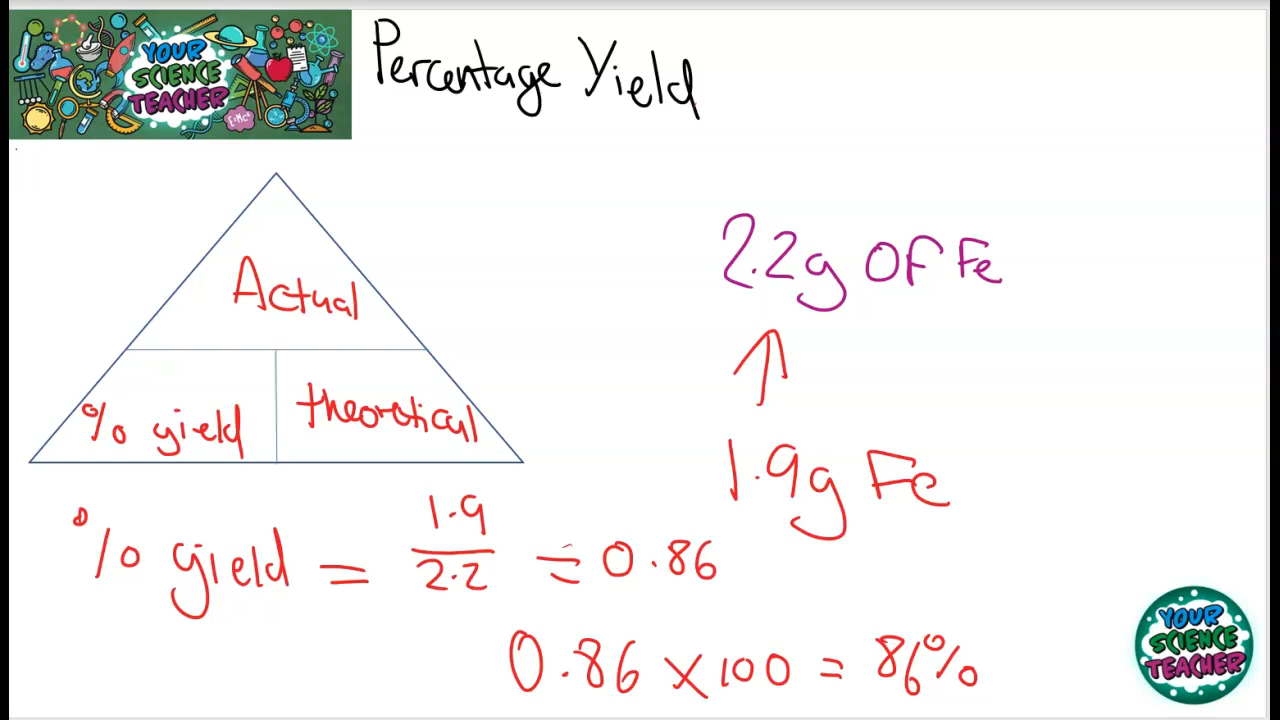 YOUR
SCIENCE
TEACHER
E=MC²
Percentage Yield
Actual
% yield
theoretical
2.2g OF Fe
↑
1.9g Fe
% yield = 1.9/2.2 = 0.86
0.86 × 100 = 86%
YOUR
SCIENCE
TEACHER